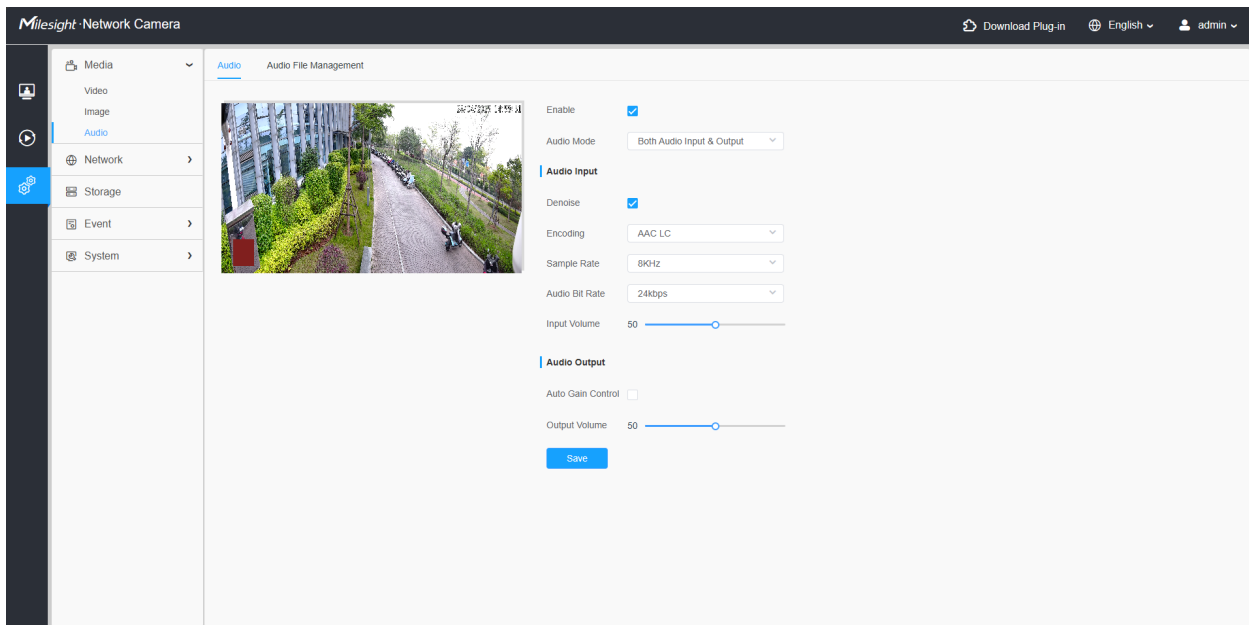 Milesight·Network Camera
Download Plug-in
English
admin
Media
Video
Image
Audio
Network
Storage
Event
System
Audio
Audio File Management
Enable
Audio Mode
Both Audio Input & Output
Audio Input
Denoise
Encoding
AAC LC
Sample Rate
8KHz
Audio Bit Rate
24kbps
Input Volume
50
Audio Output
Auto Gain Control
Output Volume
50
Save